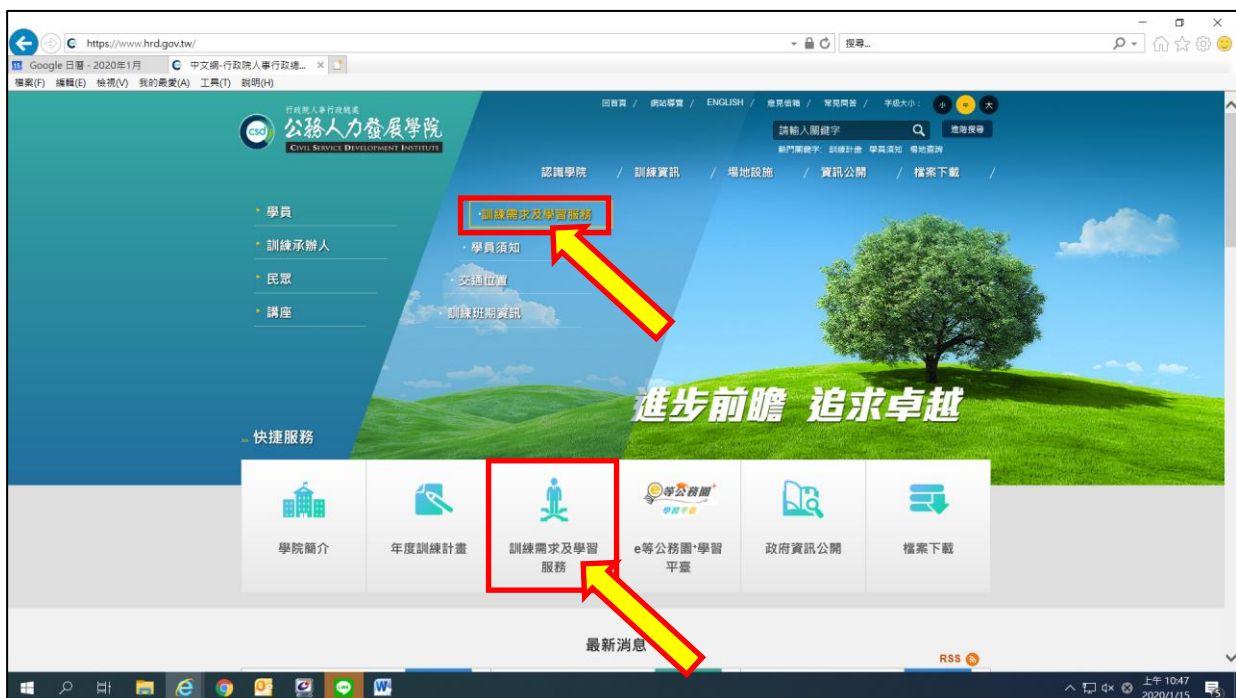 https://www.hrd.gov.tw/
搜尋...
Google 日曆 - 2020年1月
中文網-行政院人事行政總...
檔案(F) 編輯(E) 檢視(V) 我的最愛(A) 工具(T) 說明(H)
回首頁 / 網站導覽 / ENGLISH / 意見信箱 / 常見問答 / 字級大小: 小 中 大
行政院人事行政總處
csdi 公務人力發展學院
CIVIL SERVICE DEVELOPMENT INSTITUTE
請輸入關鍵字 進階搜尋
熱門關鍵字: 訓練計畫 學員須知 場地查詢
認識學院 / 訓練資訊 / 場地設施 / 資訊公開 / 檔案下載 /
學員
訓練承辦人
民眾
講座
·訓練需求及學習服務
·學員須知
·交通位置
·訓練班期資訊
進步前瞻 追求卓越
快捷服務
e等公務園+
學習平臺
學院簡介
年度訓練計畫
訓練需求及學習
服務
e等公務園+學習
平臺
政府資訊公開
檔案下載
最新消息
RSS
上午 10:47
2020/1/15